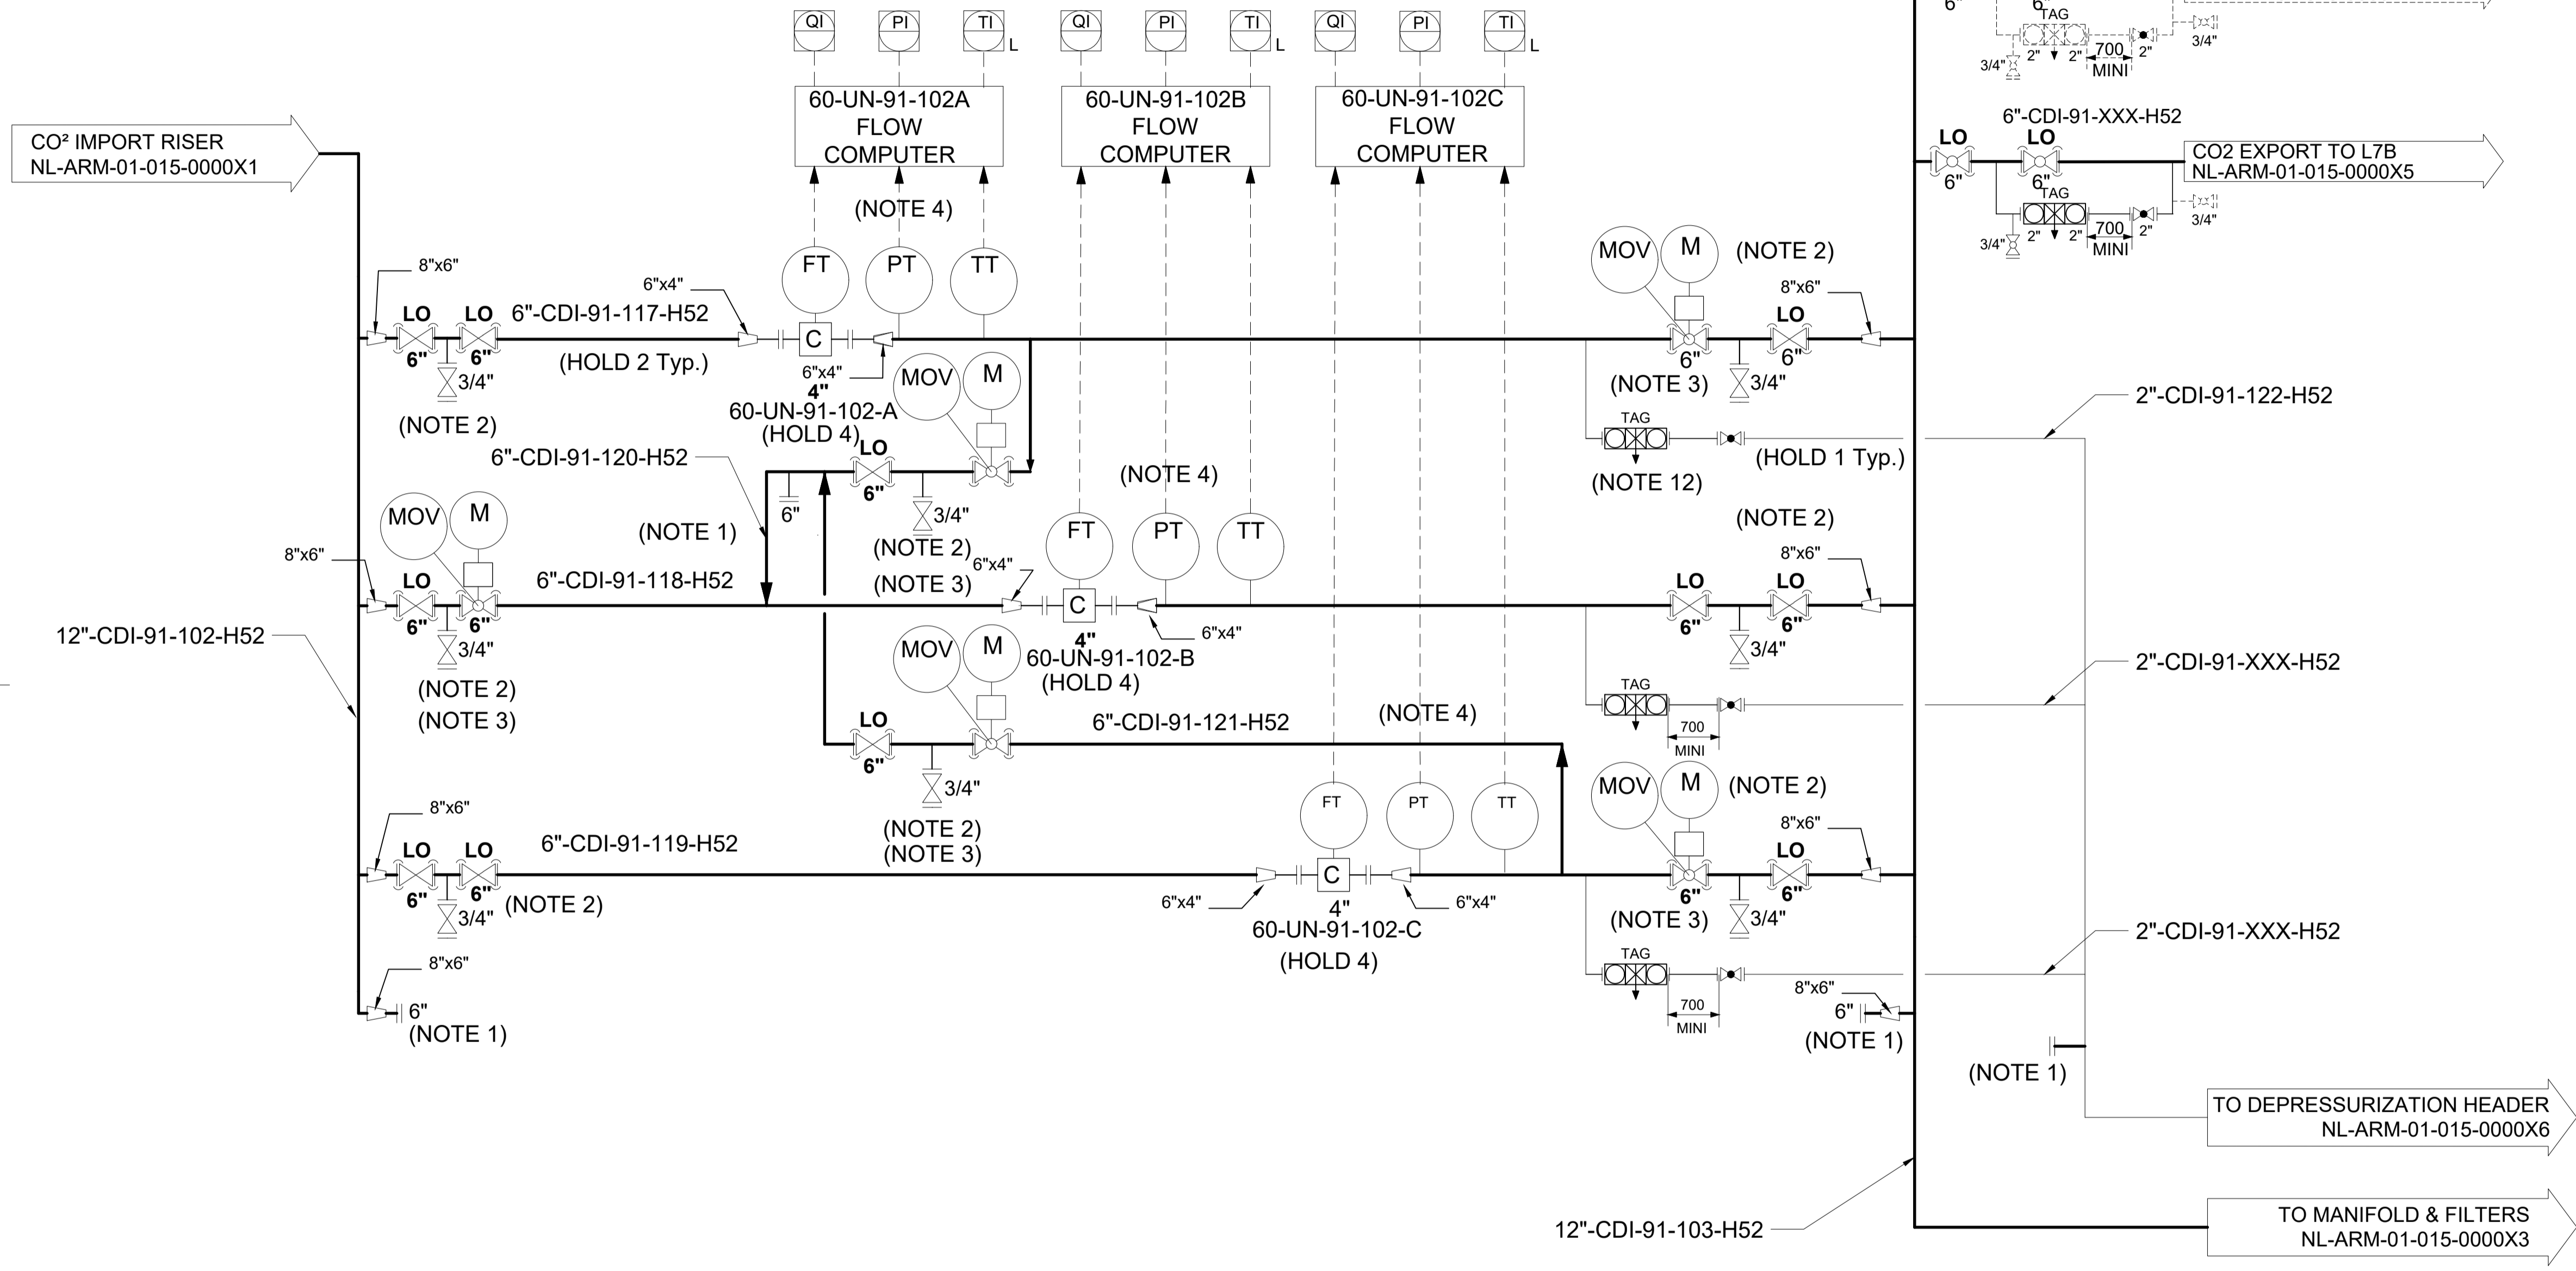 QI PI TI L
QI PI TI L
QI PI TI L
60-UN-91-102A
FLOW
COMPUTER
60-UN-91-102B
FLOW
COMPUTER
60-UN-91-102C
FLOW
COMPUTER
6" 6"
TAG
2" 2" 700 2" 3/4"
3/4" MINI
6"-CDI-91-XXX-H52
LO LO
6" 6"
CO2 EXPORT TO L7B
NL-ARM-01-015-0000X5
TAG
2" 2" 700 2" 3/4"
3/4" MINI
CO² IMPORT RISER
NL-ARM-01-015-0000X1
(NOTE 4)
FT PT TT
8"x6"
LO LO
6" 6"
3/4"
(NOTE 2)
6"-CDI-91-117-H52
(HOLD 2 Typ.)
6"x4"
C
6"x4"
4"
60-UN-91-102-A
(HOLD 4)
MOV M
MOV M (NOTE 2)
8"x6"
LO
6" 6"
(NOTE 3)
3/4"
TAG
(NOTE 12)
(HOLD 1 Typ.)
2"-CDI-91-122-H52
6"-CDI-91-120-H52
LO
6"
6"
3/4"
(NOTE 1)
(NOTE 2)
(NOTE 3)
(NOTE 4)
FT PT TT
MOV M
8"x6"
LO
6" 6"
3/4"
(NOTE 2)
(NOTE 3)
6"-CDI-91-118-H52
6"x4"
C
6"x4"
4"
60-UN-91-102-B
(HOLD 4)
(NOTE 2)
8"x6"
LO LO
6" 6"
3/4"
TAG
700
MINI
2"-CDI-91-XXX-H52
12"-CDI-91-102-H52
MOV M
LO
6"
3/4"
(NOTE 2)
(NOTE 3)
6"-CDI-91-121-H52
(NOTE 4)
FT PT TT
8"x6"
LO LO
6" 6"
3/4"
(NOTE 2)
6"-CDI-91-119-H52
6"x4"
C
6"x4"
4"
60-UN-91-102-C
(HOLD 4)
MOV M (NOTE 2)
8"x6"
LO
6" 6"
(NOTE 3)
3/4"
TAG
700
MINI
2"-CDI-91-XXX-H52
8"x6"
6"
(NOTE 1)
8"x6"
6"
(NOTE 1)
(NOTE 1)
TO DEPRESSURIZATION HEADER
NL-ARM-01-015-0000X6
12"-CDI-91-103-H52
TO MANIFOLD & FILTERS
NL-ARM-01-015-0000X3